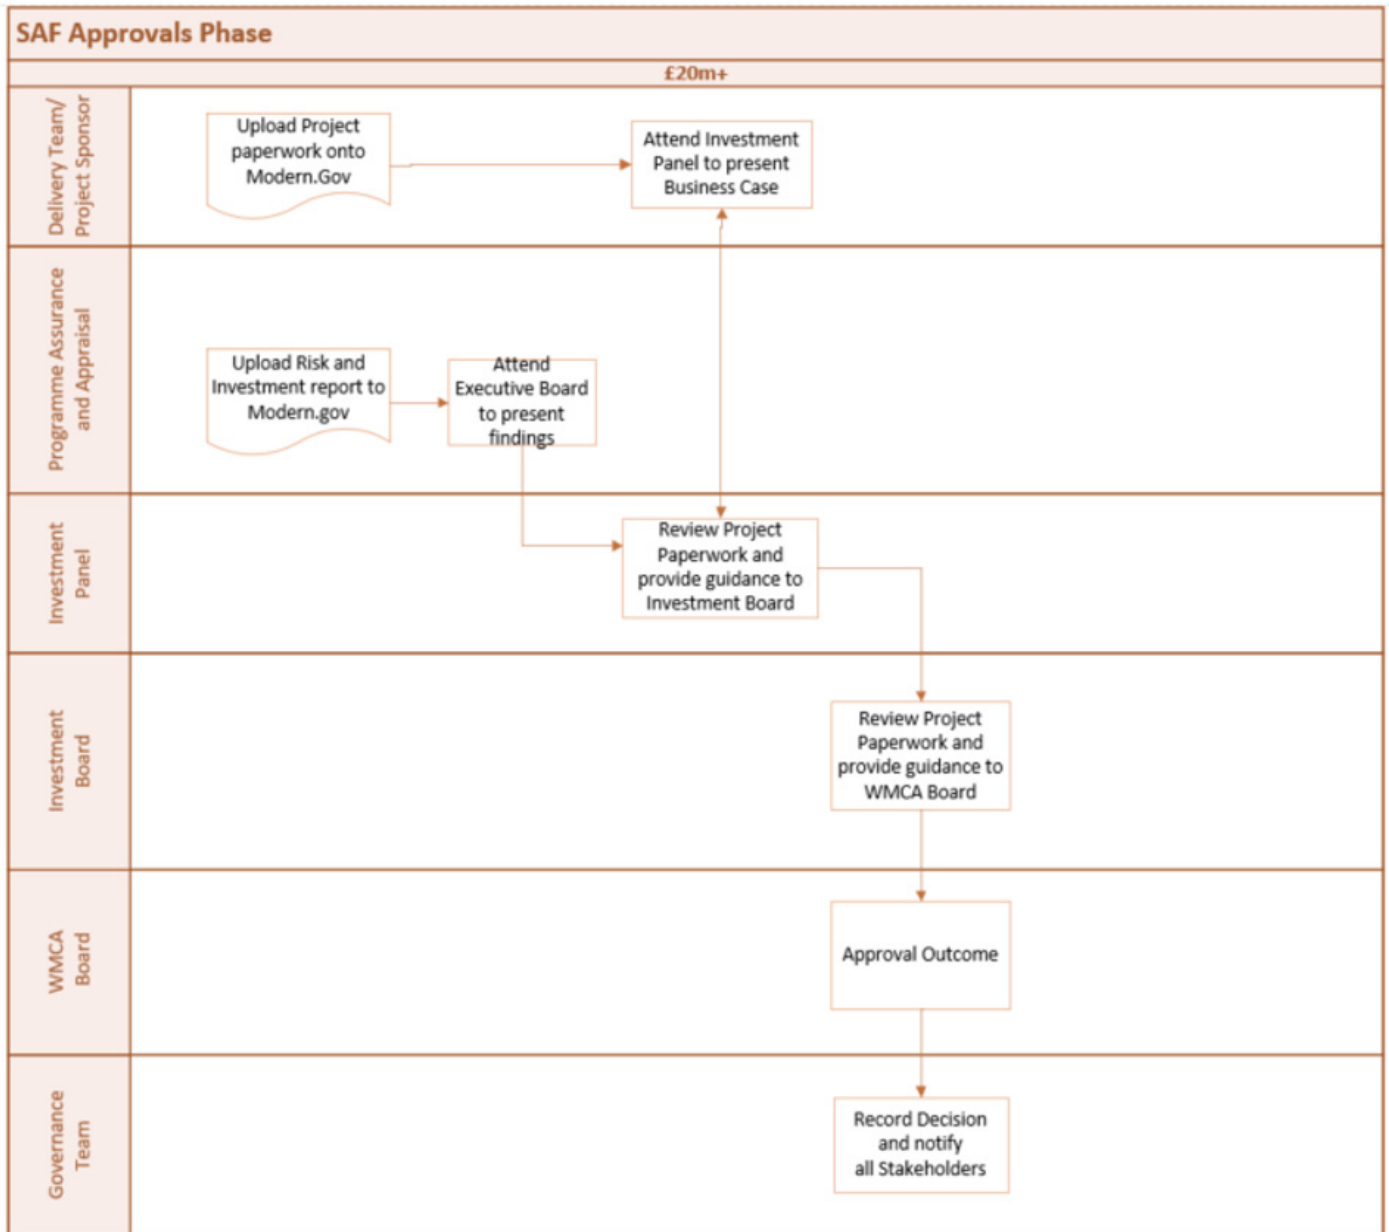 SAF Approvals Phase
£20m+
Delivery Team/
Project Sponsor
Upload Project
paperwork onto
Modern.Gov
Attend Investment
Panel to present
Business Case
Programme Assurance
and Appraisal
Upload Risk and
Investment report to
Modern.gov
Attend
Executive Board
to present
findings
Investment
Panel
Review Project
Paperwork and
provide guidance to
Investment Board
Investment
Board
Review Project
Paperwork and
provide guidance to
WMCA Board
WMCA
Board
Approval Outcome
Governance
Team
Record Decision
and notify
all Stakeholders